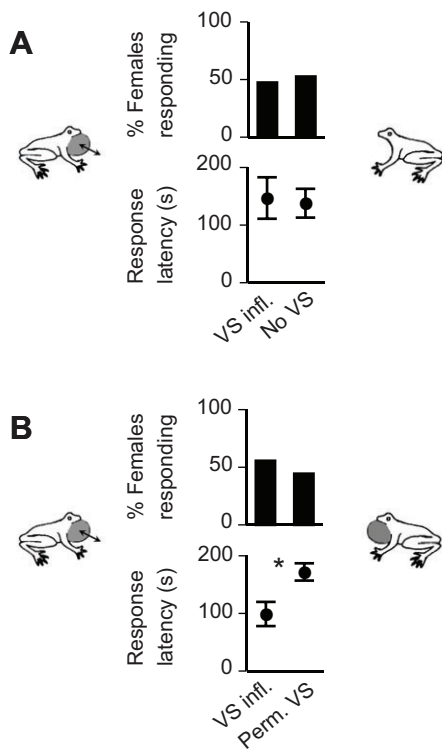 A
% Females
responding
100
50
0
Response
latency (s)
200
100
0
VS infl.
No VS
B
% Females
responding
100
50
0
Response
latency (s)
200
100
0
*
VS infl.
Perm. VS